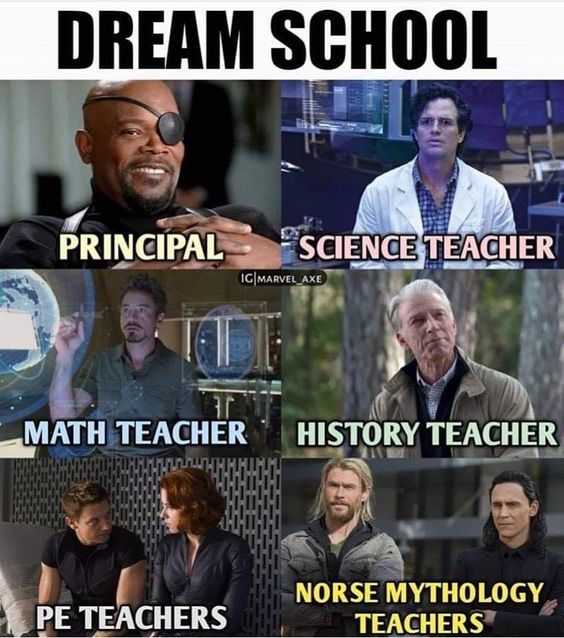 DREAM SCHOOL
PRINCIPAL
SCIENCE TEACHER
IG|MARVEL_AXE
MATH TEACHER
HISTORY TEACHER
PE TEACHERS
NORSE MYTHOLOGY
TEACHERS